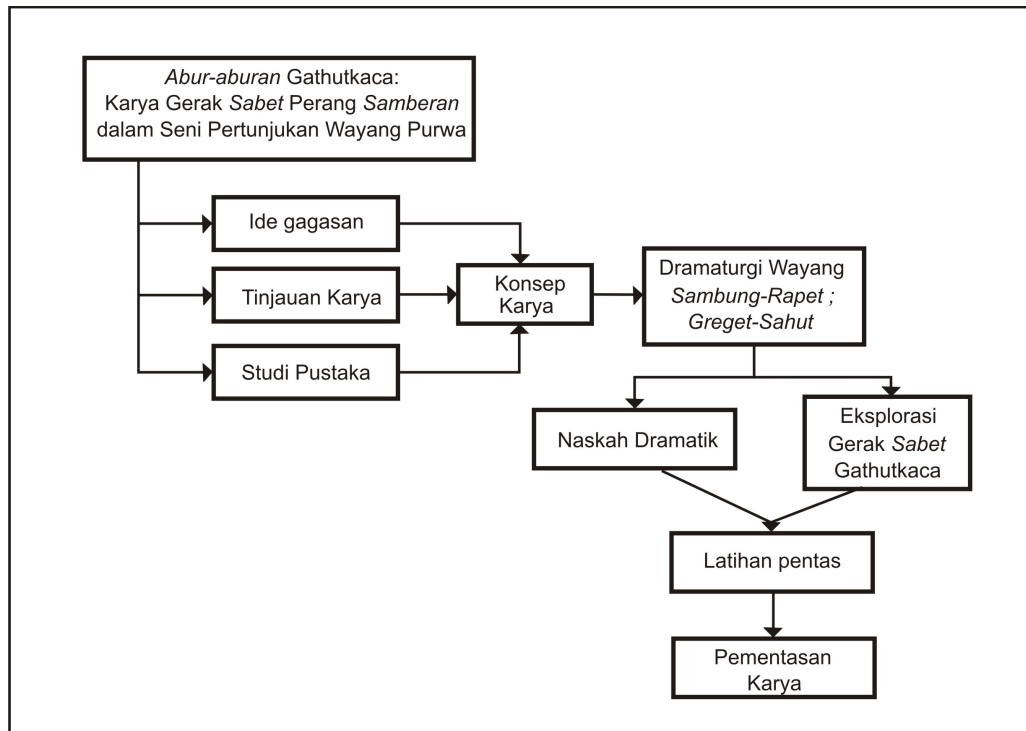 Abur-aburan Gathutkaca:
Karya Gerak Sabet Perang Samberan
dalam Seni Pertunjukan Wayang Purwa
Ide gagasan
Tinjauan Karya
Studi Pustaka
Konsep
Karya
Dramaturgi Wayang
Sambung-Rapet ;
Greget-Sahut
Naskah Dramatik
Eksplorasi
Gerak Sabet
Gathutkaca
Latihan pentas
Pementasan
Karya